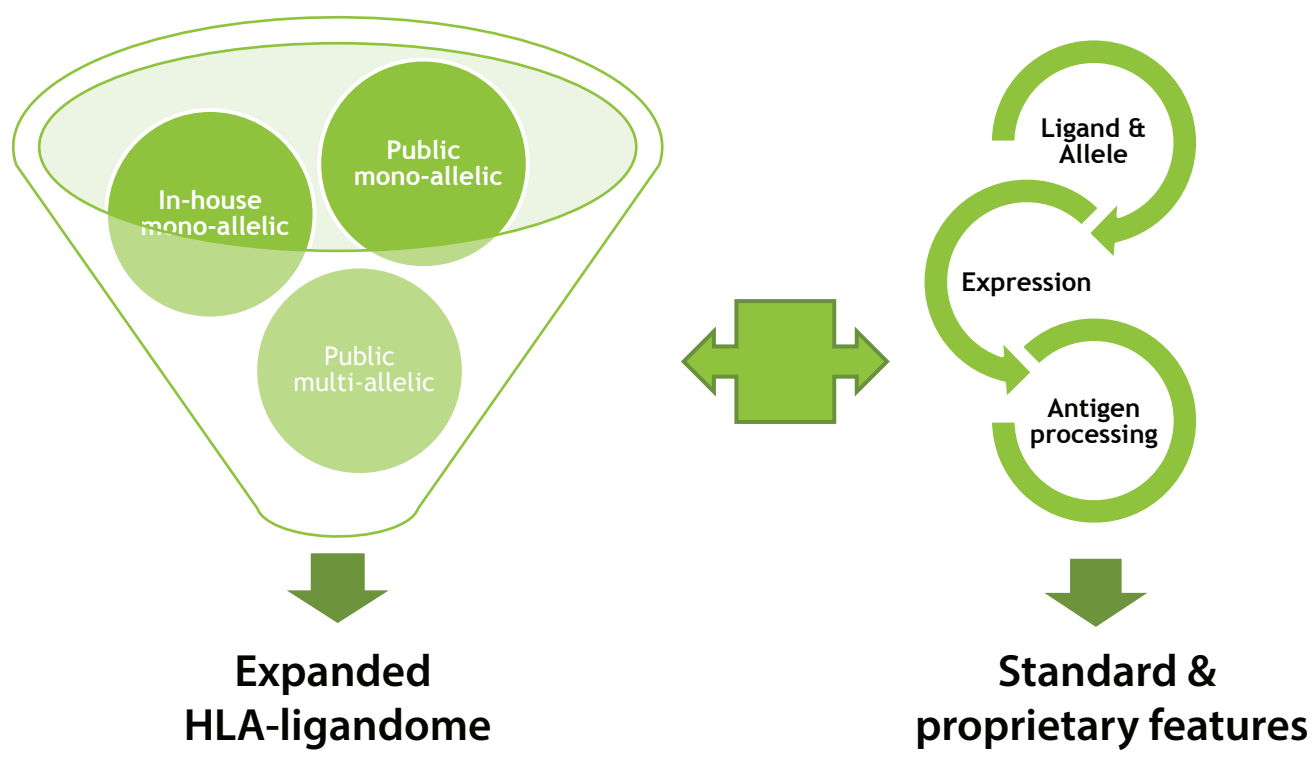 Public
mono-allelic
In-house
mono-allelic
Public
multi-allelic
Expanded
HLA-ligandome
Ligand &
Allele
Expression
Antigen
processing
Standard &
proprietary features